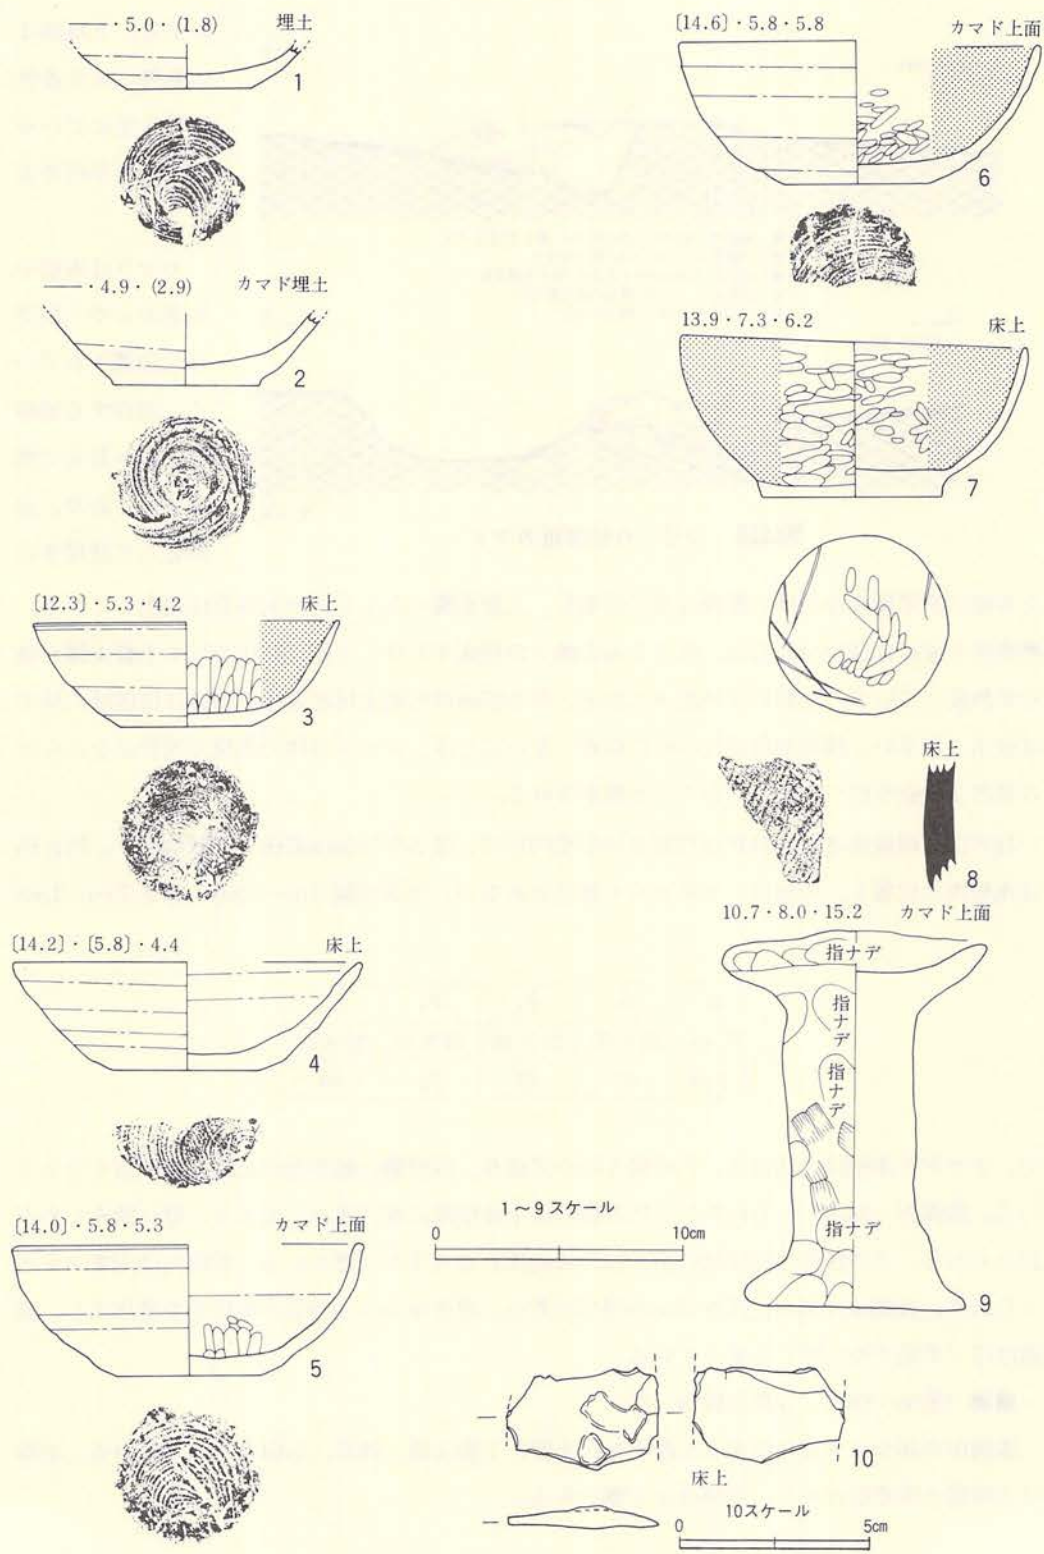 —・5.0・(1.8) 埋土
1
—・4.9・(2.9) カマド埋土
2
〔12.3〕・5.3・4.2 床上
3
〔14.2〕・〔5.8〕・4.4 床上
4
〔14.0〕・5.8・5.3 カマド上面
5
〔14.6〕・5.8・5.8 カマド上面
6
13.9・7.3・6.2 床上
7
床上
8
10.7・8.0・15.2 カマド上面
指ナデ
指ナデ
指ナデ
指ナデ
9
1〜9スケール
0 10cm
10
床上
10スケール
0 5cm